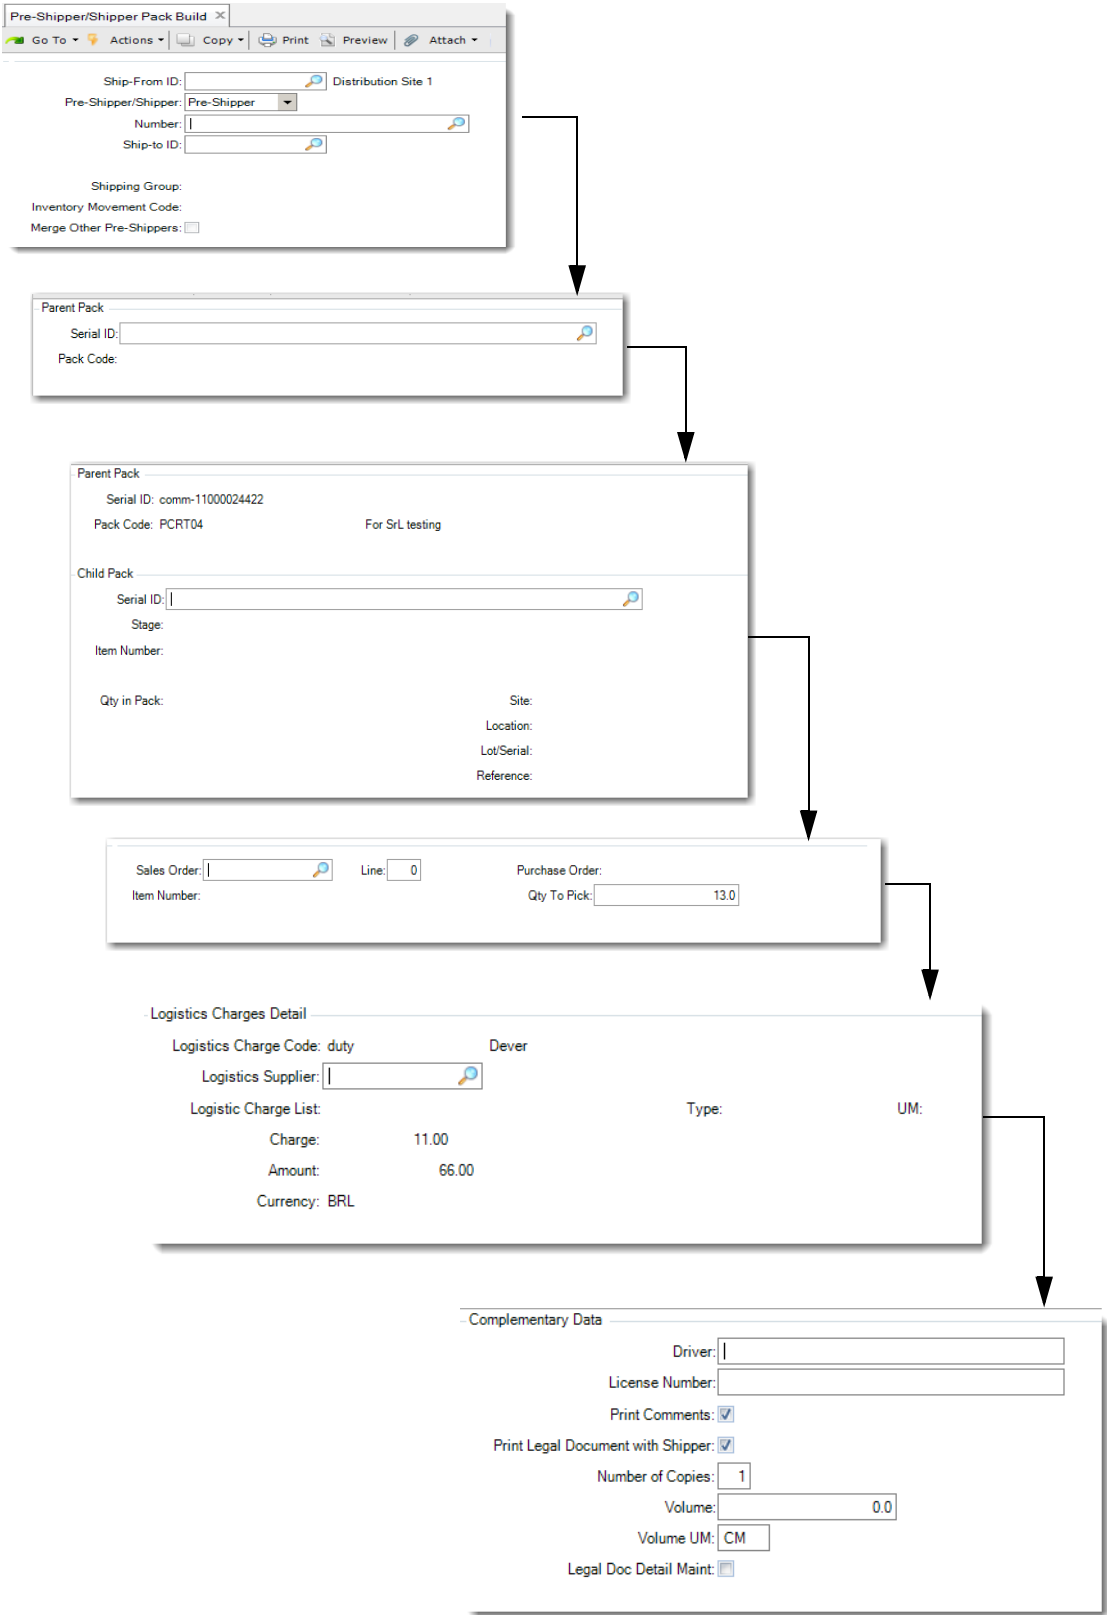 Pre-Shipper/Shipper Pack Build
Go To Actions Copy Print Preview Attach
Ship-From ID: Distribution Site 1
Pre-Shipper/Shipper: Pre-Shipper
Number:
Ship-to ID:
Shipping Group:
Inventory Movement Code:
Merge Other Pre-Shippers:
Parent Pack
Serial ID:
Pack Code:
Parent Pack
Serial ID: comm-11000024422
Pack Code: PCRT04 For SrL testing
Child Pack
Serial ID:
Stage:
Item Number:
Qty in Pack: Site:
Location:
Lot/Serial:
Reference:
Sales Order: Line: 0 Purchase Order:
Item Number: Qty To Pick: 13.0
Logistics Charges Detail
Logistics Charge Code: duty Dever
Logistics Supplier:
Logistic Charge List: Type: UM:
Charge: 11.00
Amount: 66.00
Currency: BRL
Complementary Data
Driver:
License Number:
Print Comments:
Print Legal Document with Shipper:
Number of Copies: 1
Volume: 0.0
Volume UM: CM
Legal Doc Detail Maint: